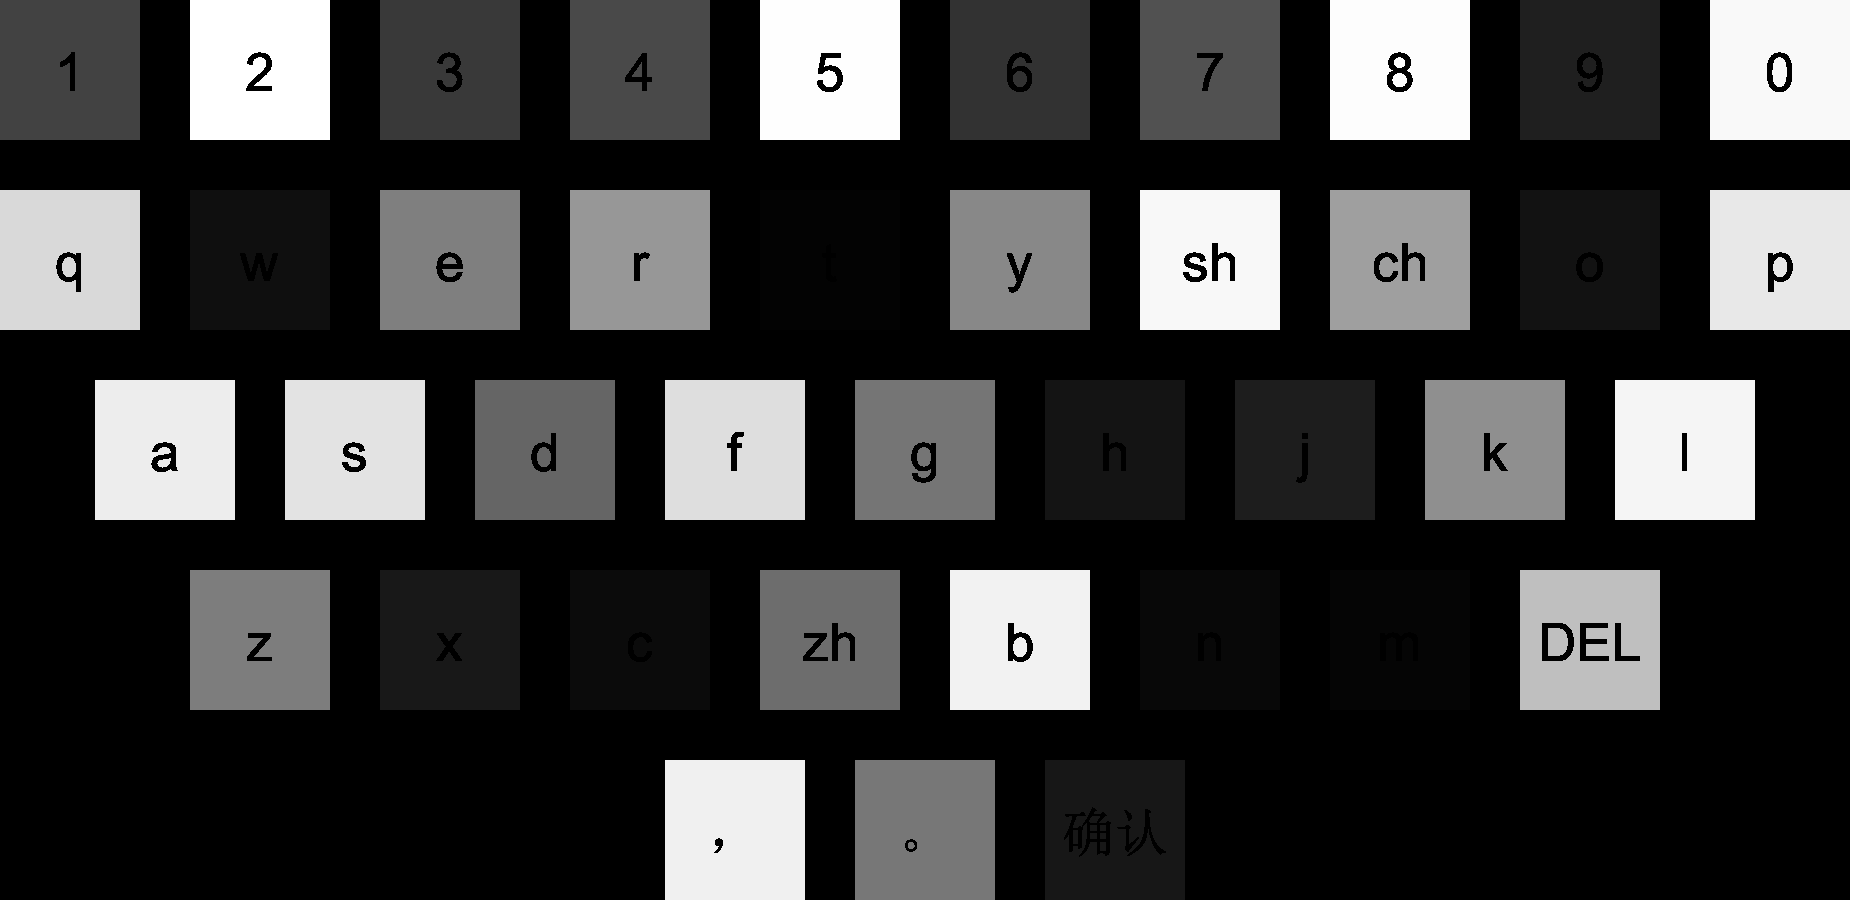 1 2 3 4 5 6 7 8 9 0
q w e r t y sh ch o p
a s d f g h j k l
z x c zh b n m DEL
， 。 确认